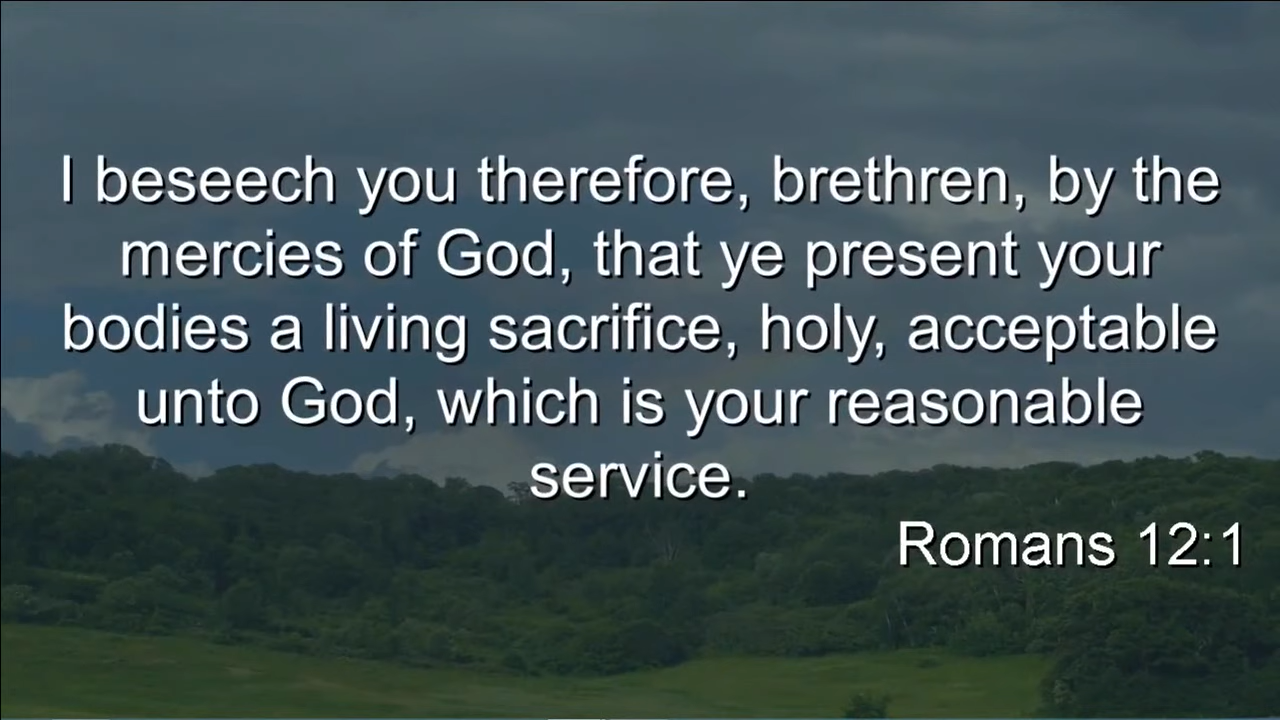 I beseech you therefore, brethren, by the
mercies of God, that ye present your
bodies a living sacrifice, holy, acceptable
unto God, which is your reasonable
service.
Romans 12:1